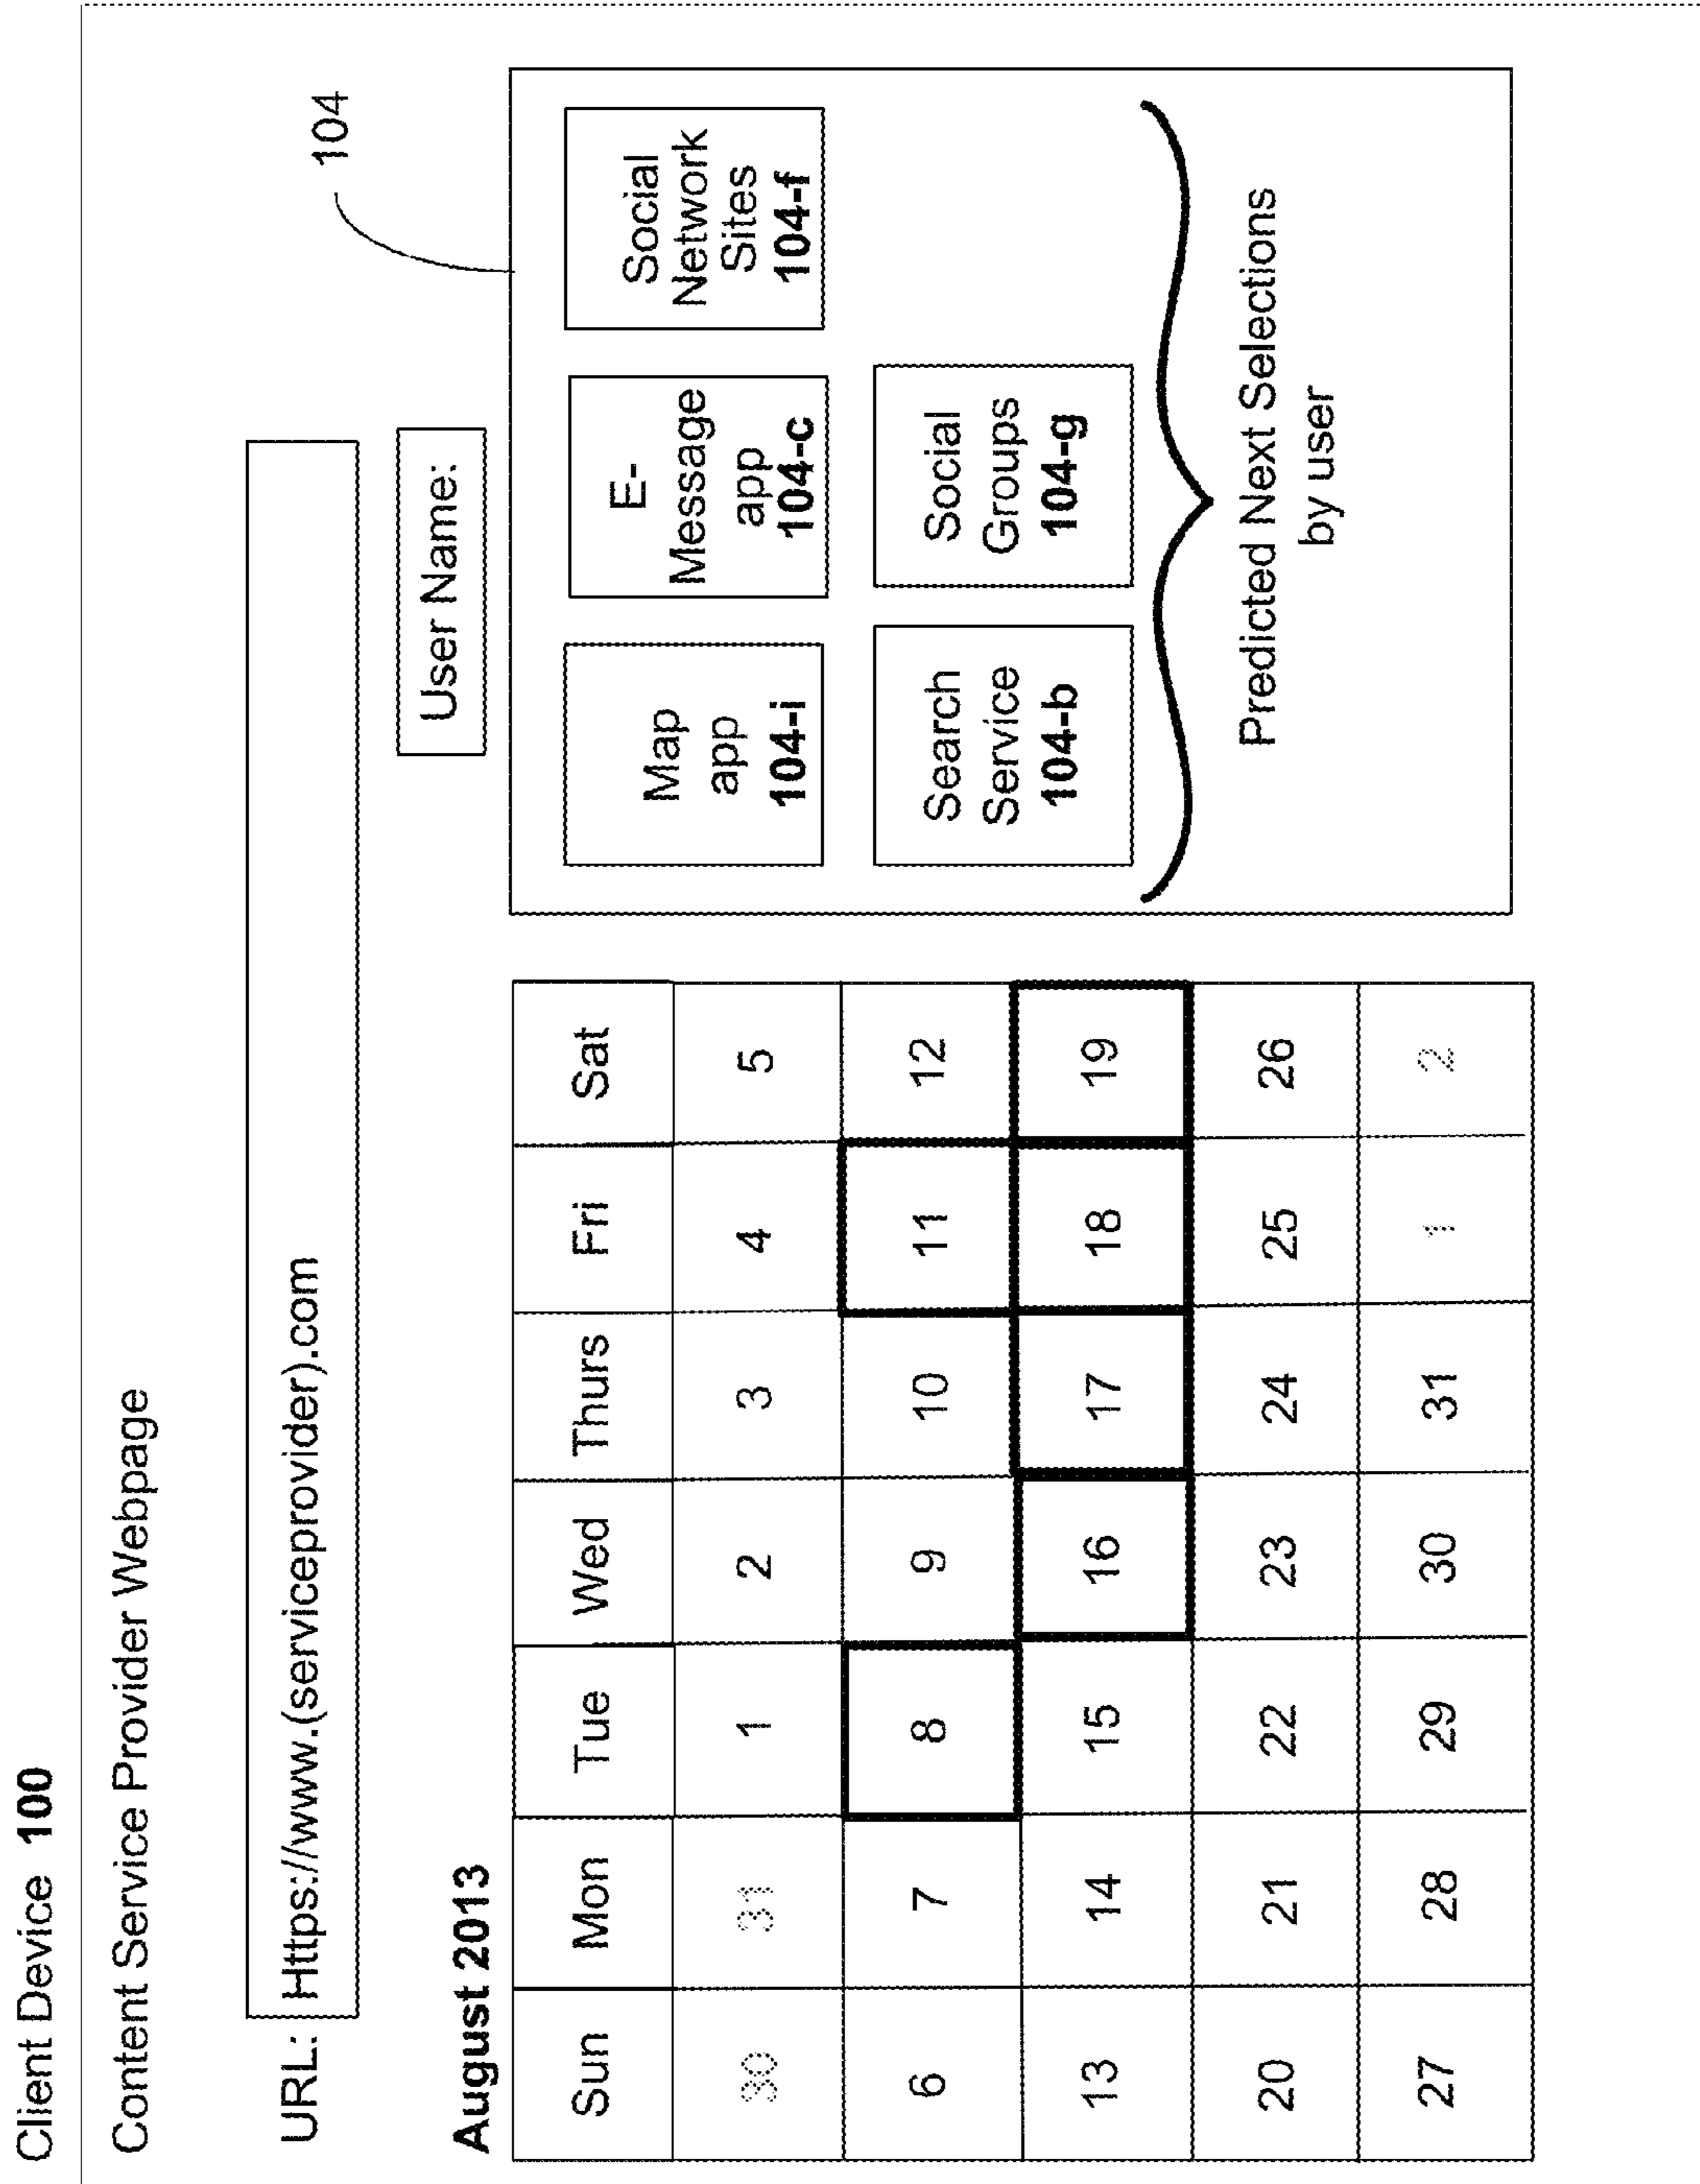 Client Device 100
Content Service Provider Webpage
URL: Https://www.(serviceprovider).com
User Name:
104
August 2013
Sun Mon Tue Wed Thurs Fri Sat
30 31 1 2 3 4 5
6 7 8 9 10 11 12
13 14 15 16 17 18 19
20 21 22 23 24 25 26
27 28 29 30 31 1 2
Map
app
104-i
E-
Message
app
104-c
Social
Network
Sites
104-f
Search
Service
104-b
Social
Groups
104-g
Predicted Next Selections
by user